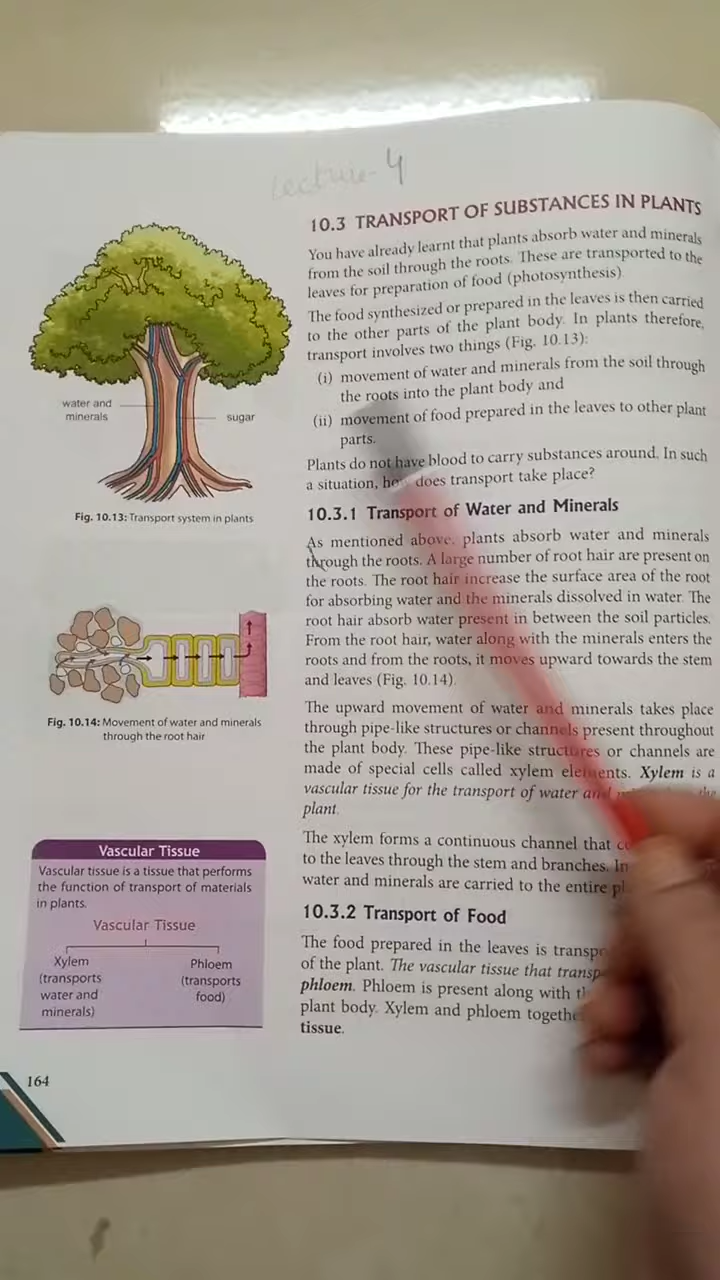 Lecture-4
10.3 TRANSPORT OF SUBSTANCES IN PLANTS
You have already learnt that plants absorb water and minerals
from the soil through the roots. These are transported to the
leaves for preparation of food (photosynthesis)
The food synthesized or prepared in the leaves is then carried
to the other parts of the plant body. In plants therefore,
transport involves two things (Fig. 10.13):
(i) movement of water and minerals from the soil through
the roots into the plant body and
(ii) movement of food prepared in the leaves to other plant
parts.
Plants do not have blood to carry substances around. In such
a situation, does transport take place?
water and
minerals
sugar
Fig. 10.13: Transport system in plants
10.3.1 Transport of Water and Minerals
As mentioned above, plants absorb water and minerals
through the roots. A large number of root hair are present on
the roots. The root hair increase the surface area of the root
for absorbing water and the minerals dissolved in water. The
root hair absorb water present in between the soil particles.
From the root hair, water along with the minerals enters the
roots and from the roots, it moves upward towards the stem
and leaves (Fig. 10.14).
Fig. 10.14: Movement of water and minerals
through the root hair
The upward movement of water and minerals takes place
through pipe-like structures or channels present throughout
the plant body. These pipe-like structures or channels are
made of special cells called xylem elements. Xylem is a
vascular tissue for the transport of water and the
plant.
The xylem forms a continuous channel that
to the leaves through the stem and branches. In
water and minerals are carried to the entire
10.3.2 Transport of Food
The food prepared in the leaves is
of the plant. The vascular tissue that
phloem. Phloem is present along with
plant body. Xylem and phloem
tissue.
Vascular Tissue
Vascular tissue is a tissue that performs
the function of transport of materials
in plants.
Vascular Tissue
Xylem
(transports
water and
minerals)
Phloem
(transports
food)
164